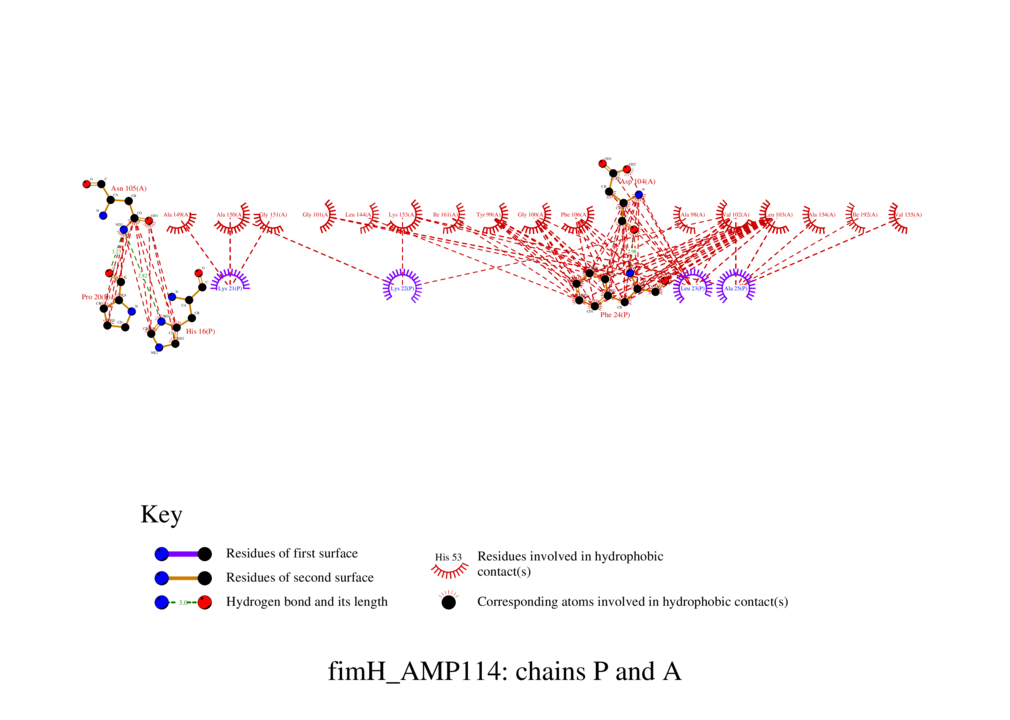 Asp 104(A)
Asn 105(A)
Ala 149(A)
Ala 150(A)
Gly 151(A)
Gly 101(A)
Leu 144(A)
Lys 153(A)
Ile 161(A)
Tyr 99(A)
Gly 100(A)
Phe 106(A)
Ala 98(A)
Val 102(A)
103(A)
Ala 154(A)
Ile 192(A)
Val 155(A)
Lys 21(P)
Lys 22(P)
Leu 23(P)
Ala 25(P)
Pro 20(P)
Phe 24(P)
His 16(P)
Key
Residues of first surface
Residues of second surface
3.0
Hydrogen bond and its length
His 53
Residues involved in hydrophobic
contact(s)
Corresponding atoms involved in hydrophobic contact(s)
fimH_AMP114: chains P and A